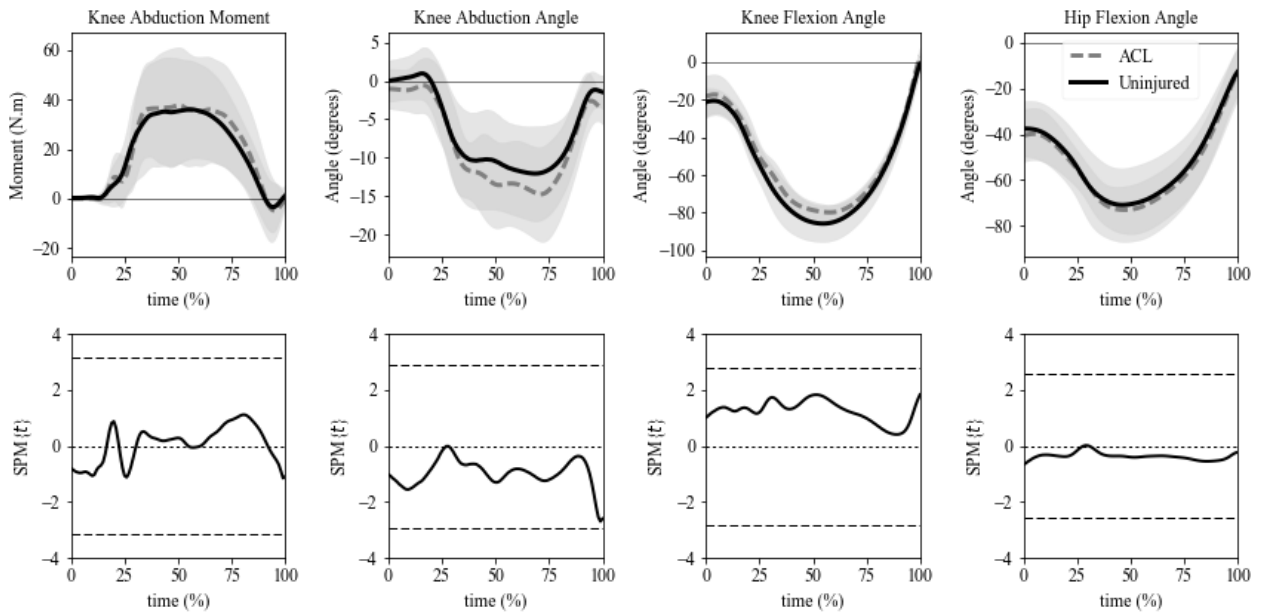 Knee Abduction Moment
60
40
20
0
−20
Moment (N.m)
0 25 50 75 100
time (%)
Knee Abduction Angle
5
0
−5
−10
−15
−20
Angle (degrees)
0 25 50 75 100
time (%)
Knee Flexion Angle
0
−20
−40
−60
−80
−100
Angle (degrees)
0 25 50 75 100
time (%)
Hip Flexion Angle
0
−20
−40
−60
−80
Angle (degrees)
ACL
Uninjured
0 25 50 75 100
time (%)
4
2
0
−2
−4
SPM{t}
0 25 50 75 100
time (%)
4
2
0
−2
−4
SPM{t}
0 25 50 75 100
time (%)
4
2
0
−2
−4
SPM{t}
0 25 50 75 100
time (%)
4
2
0
−2
−4
SPM{t}
0 25 50 75 100
time (%)